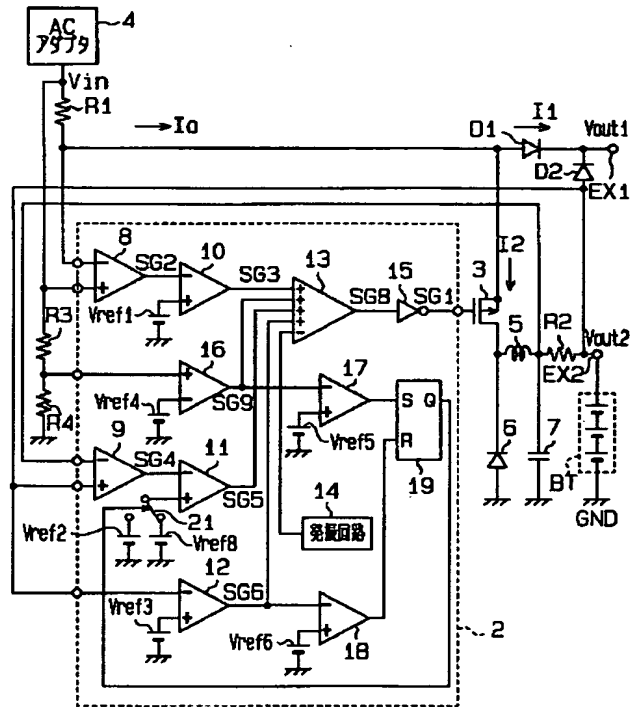 AC
アダプタ
4
Vin
R1
→Ia
D1
I1
Vout1
D2
EX1
8
SG2
10
SG3
13
15
SG1
I2
3
Vref1
SG8
5
R2
Vout2
EX2
R3
R4
16
SG9
17
Vref4
Vref5
S Q
R
19
6
7
BT
GND
9
SG4
11
SG5
21
14
発振回路
Vref2
Vref8
12
SG6
Vref3
Vref6
18
2